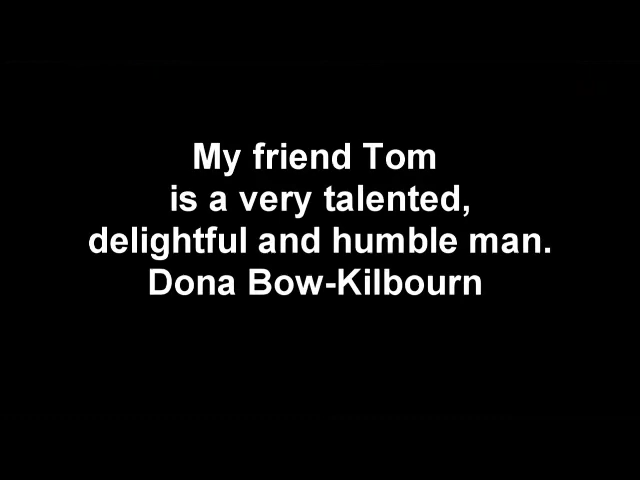 My friend Tom
is a very talented,
delightful and humble man.
Dona Bow-Kilbourn